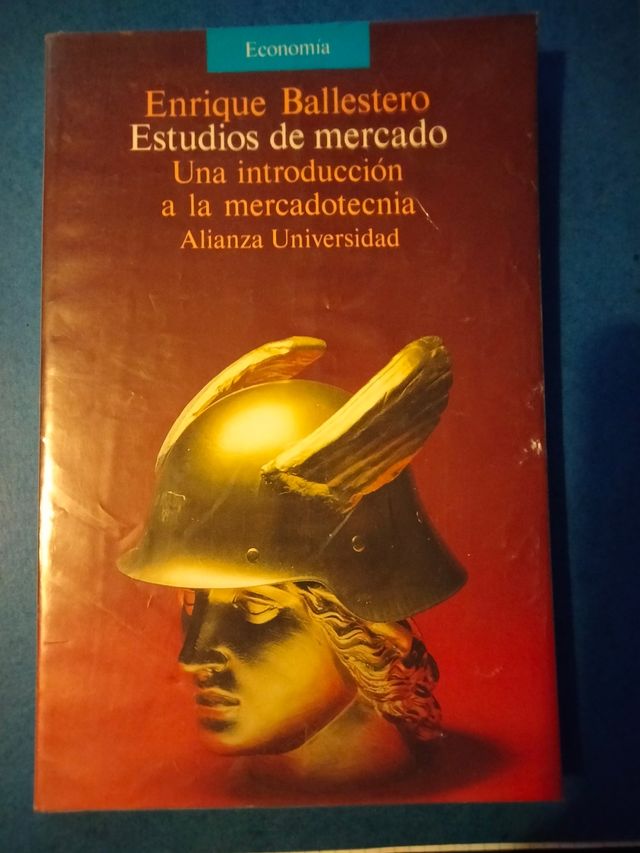 Economía
Enrique Ballestero
Estudios de mercado
Una introducción
a la mercadotecnia
Alianza Universidad